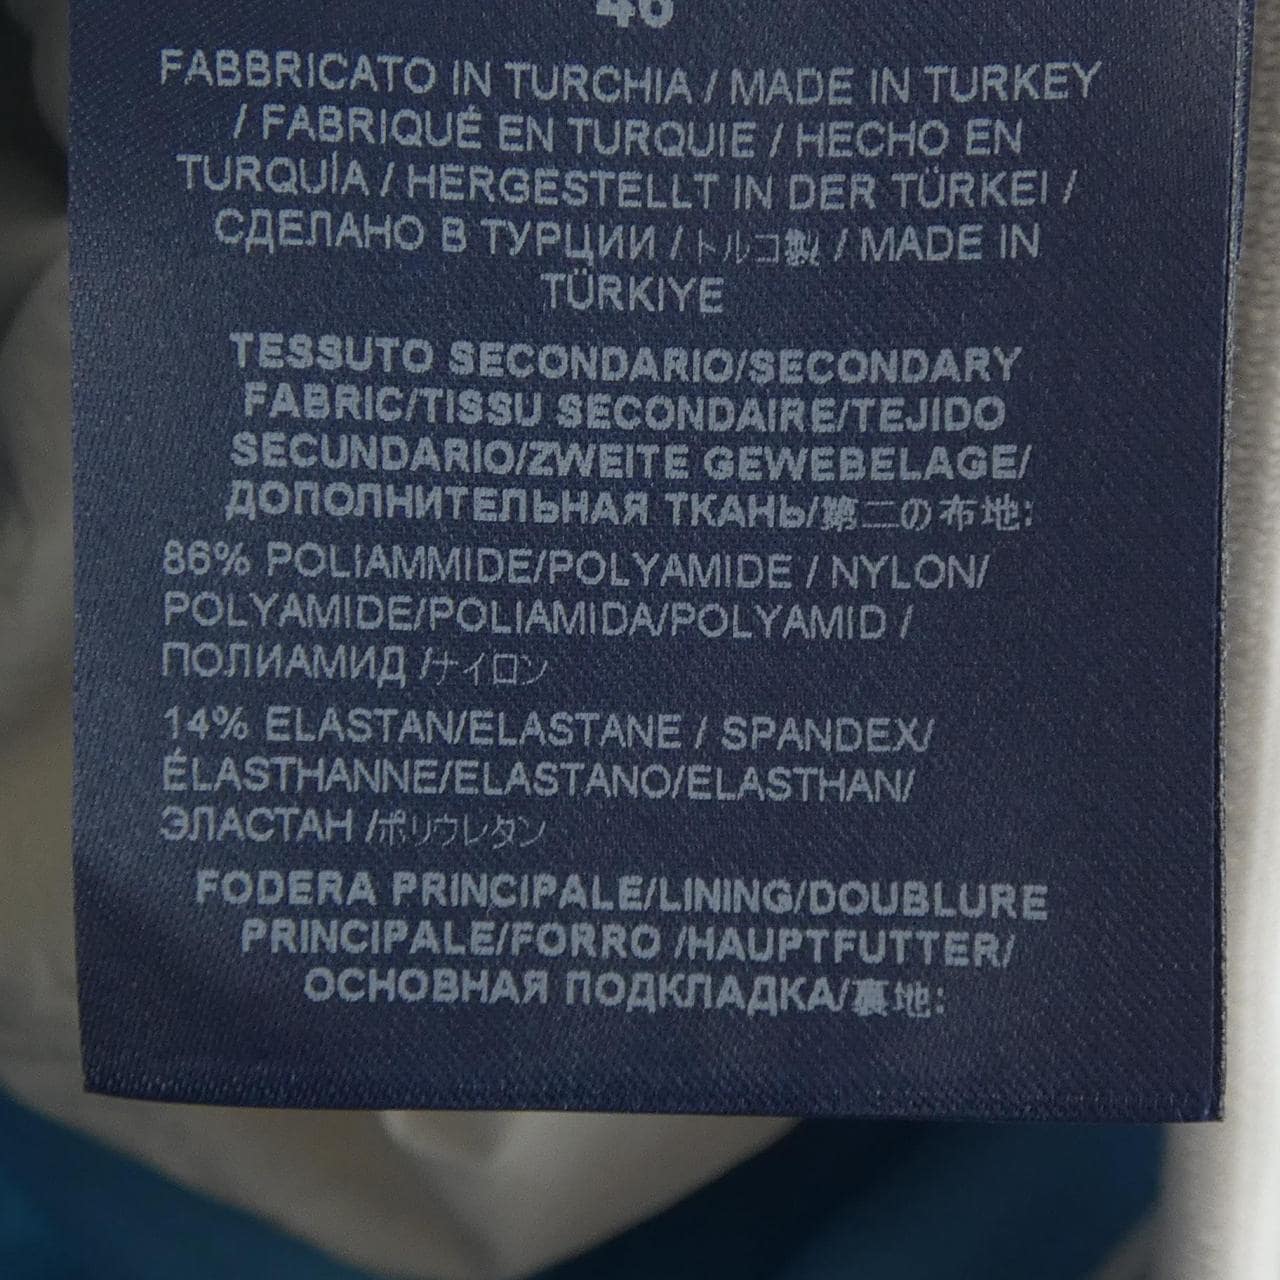 FABBRICATO IN TURCHIA / MADE IN TURKEY
/ FABRIQUÉ EN TURQUIE / HECHO EN
TURQUÍA / HERGESTELLT IN DER TÜRKEI /
СДЕЛАНО В ТУРЦИИ / トルコ製 / MADE IN
TÜRKIYE
TESSUTO SECONDARIO/SECONDARY
FABRIC/TISSU SECONDAIRE/TEJIDO
SECUNDARIO/ZWEITE GEWEBELAGE/
ДОПОЛНИТЕЛЬНАЯ ТКАНЬ/第二の布地:
86% POLIAMMIDE/POLYAMIDE / NYLON/
POLYAMIDE/POLIAMIDA/POLYAMID /
ПОЛИАМИД /ナイロン
14% ELASTAN/ELASTANE / SPANDEX/
ÉLASTHANNE/ELASTANO/ELASTHAN/
ЭЛАСТАН /ポリウレタン
FODERA PRINCIPALE/LINING/DOUBLURE
PRINCIPALE/FORRO /HAUPTFUTTER/
ОСНОВНАЯ ПОДКЛАДКА/裏地: